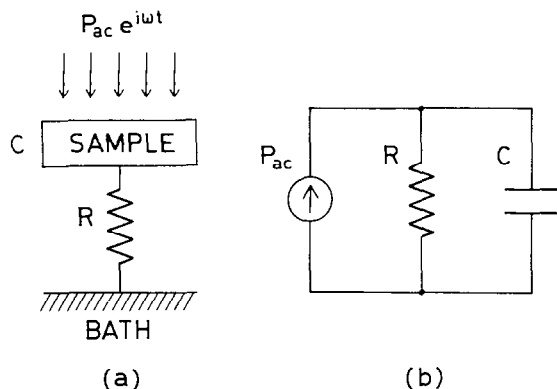 P_ac e^iωt
C SAMPLE
R
BATH
(a)
P_ac R C
(b)